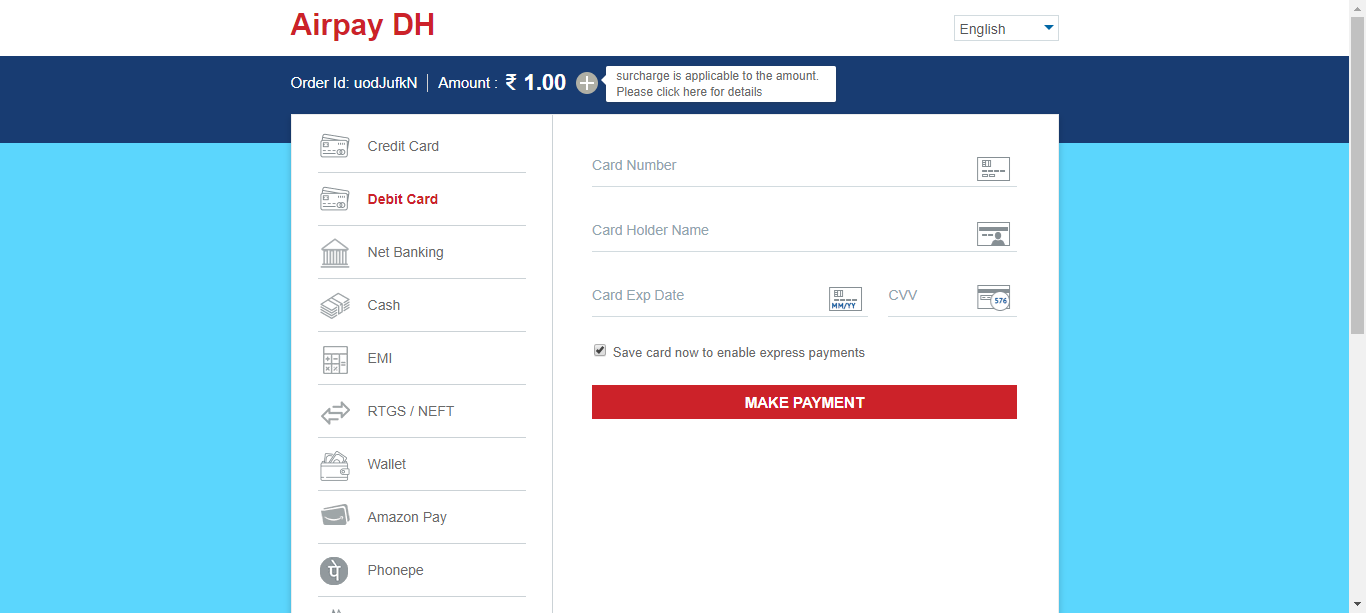 Airpay DH
English
Order Id: uodJufkN
Amount : ₹ 1.00
surcharge is applicable to the amount.
Please click here for details
Credit Card
Debit Card
Net Banking
Cash
EMI
RTGS / NEFT
Wallet
Amazon Pay
पे
Phonepe
Card Number
Card Holder Name
Card Exp Date
MM/YY
CVV
576
Save card now to enable express payments
MAKE PAYMENT